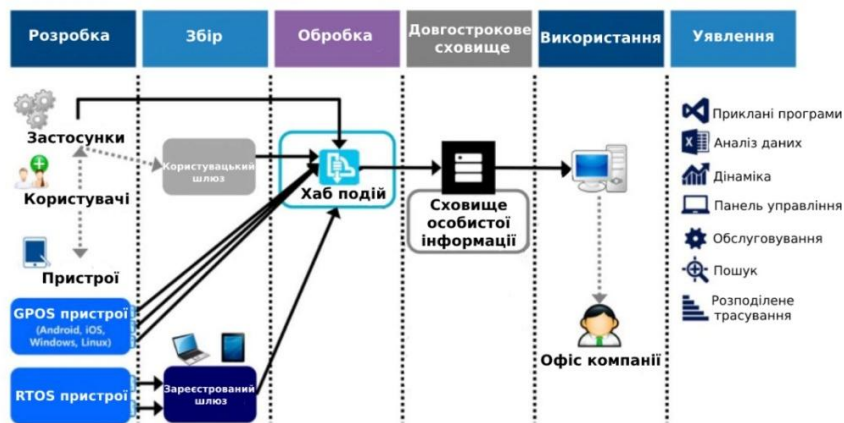 Розробка
Збір
Обробка
Довгострокове
сховище
Використання
Уявлення
Застосунки
Користувачі
Пристрої
GPOS пристрої
(Android, iOS,
Windows, Linux)
RTOS пристрої
Користувацький
шлюз
Зареєстрований
шлюз
Хаб подій
Сховище
особистої
інформації
Офіс компанії
Приклані програми
Аналіз даних
Дінаміка
Панель управління
Обслуговування
Пошук
Розподілене
трасування